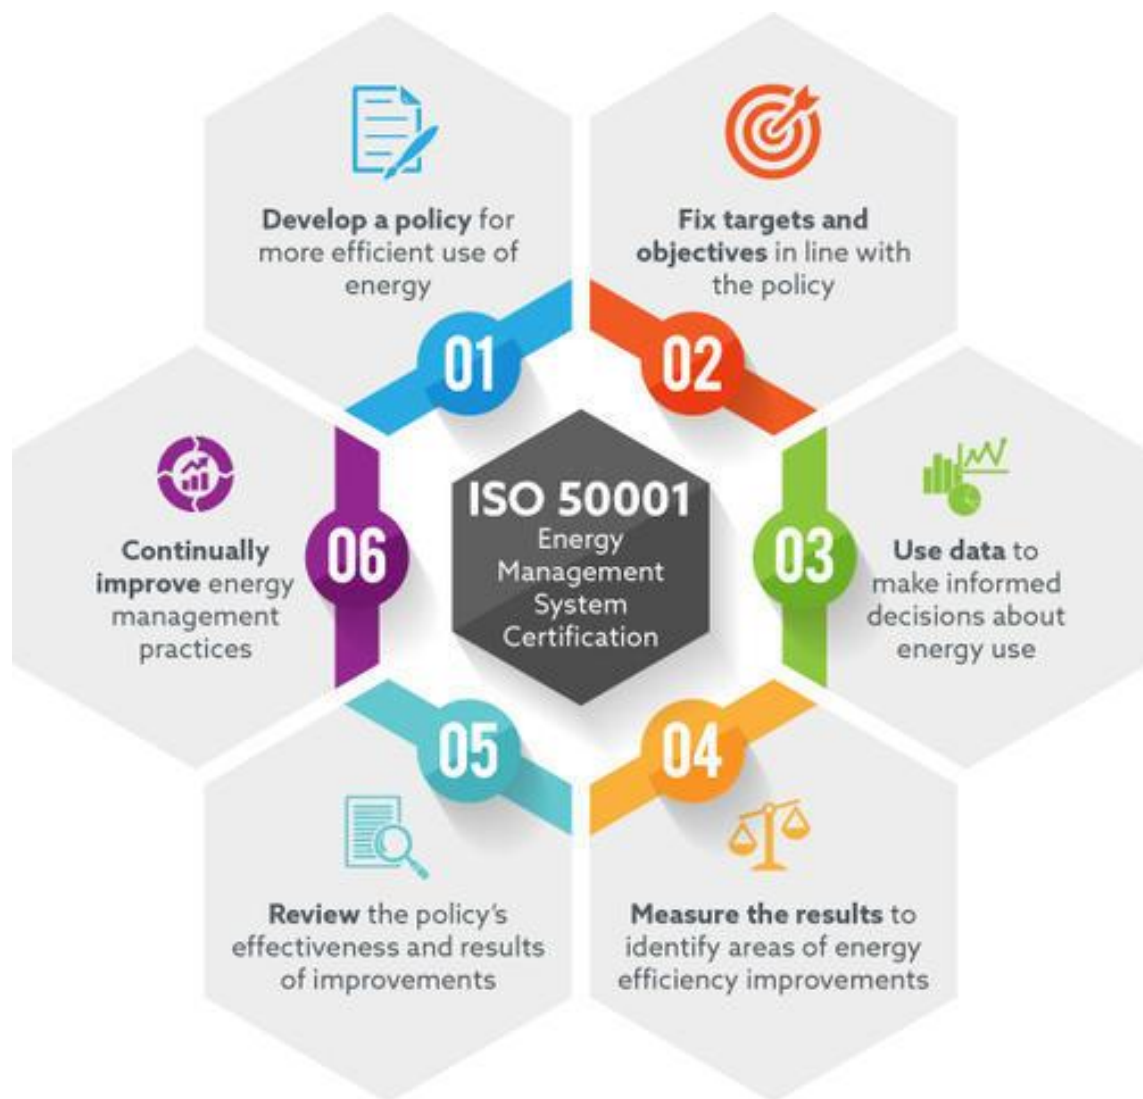 Develop a policy for
more efficient use of
energy
01
Fix targets and
objectives in line with
the policy
02
Use data to
make informed
decisions about
energy use
03
Measure the results to
identify areas of energy
efficiency improvements
04
Review the policy's
effectiveness and results
of improvements
05
Continually
improve energy
management
practices
06
ISO 50001
Energy
Management
System
Certification